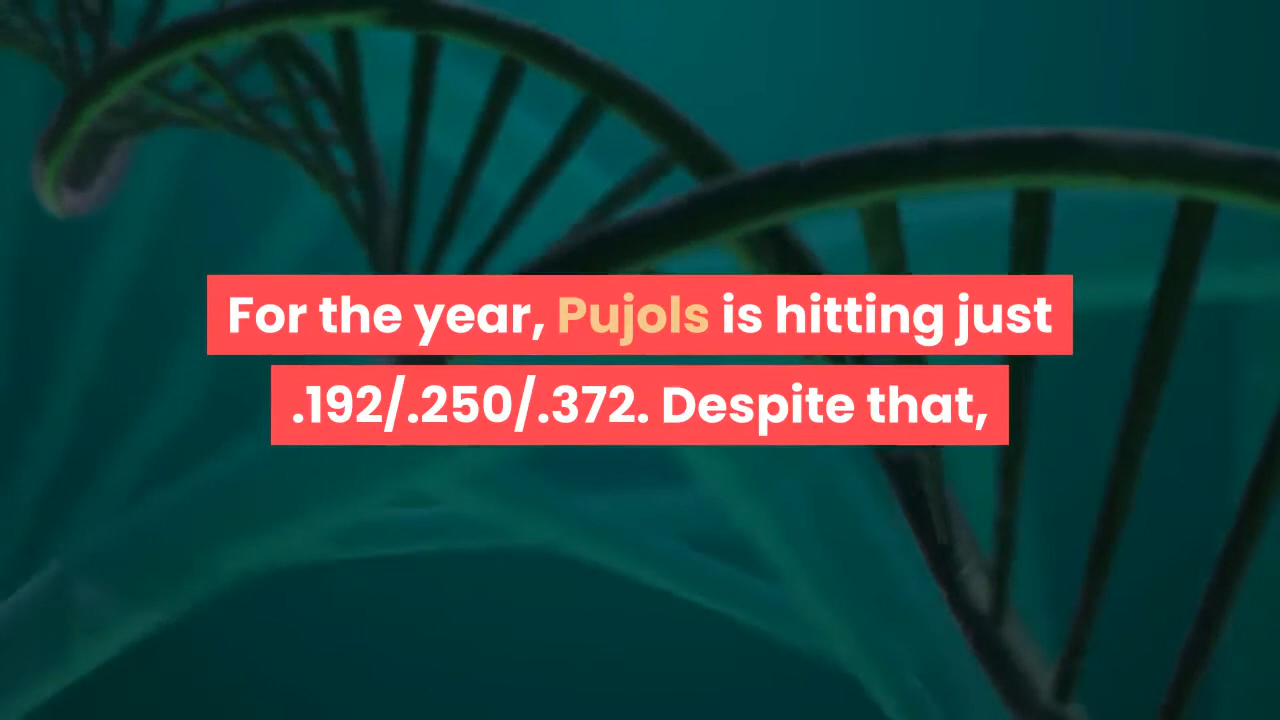 For the year, Pujols is hitting just
.192/.250/.372. Despite that,